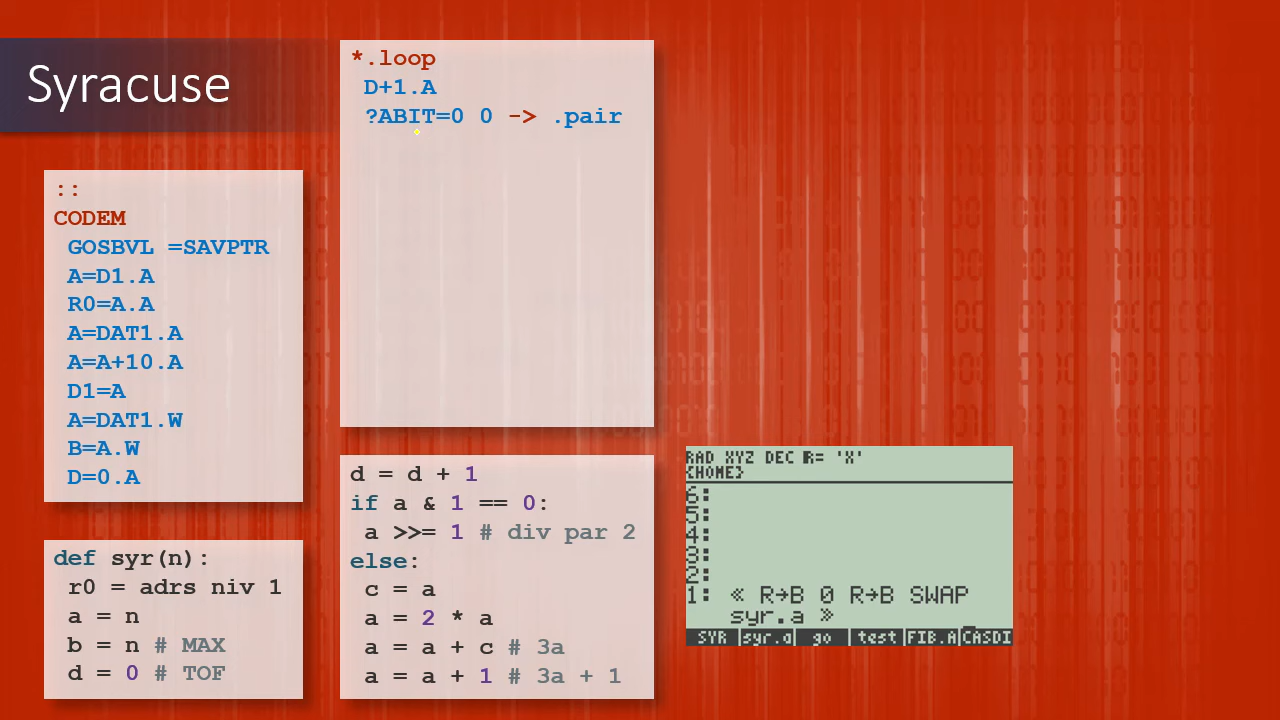 Syracuse
::
CODEM
GOSBVL =SAVPTR
A=D1.A
R0=A.A
A=DAT1.A
A=A+10.A
D1=A
A=DAT1.W
B=A.W
D=0.A
def syr(n):
r0 = adrs niv 1
a = n
b = n # MAX
d = 0 # TOF
*.loop
D+1.A
?ABIT=0 0 -> .pair
d = d + 1
if a & 1 == 0:
a >>= 1 # div par 2
else:
c = a
a = 2 * a
a = a + c # 3a
a = a + 1 # 3a + 1
RAD XYZ DEC R= 'X'
{HOME}
6:
5:
4:
3:
2:
1: « R→B 0 R→B SWAP
syr.a »
SYR syr.a go test FIB.A CASDI